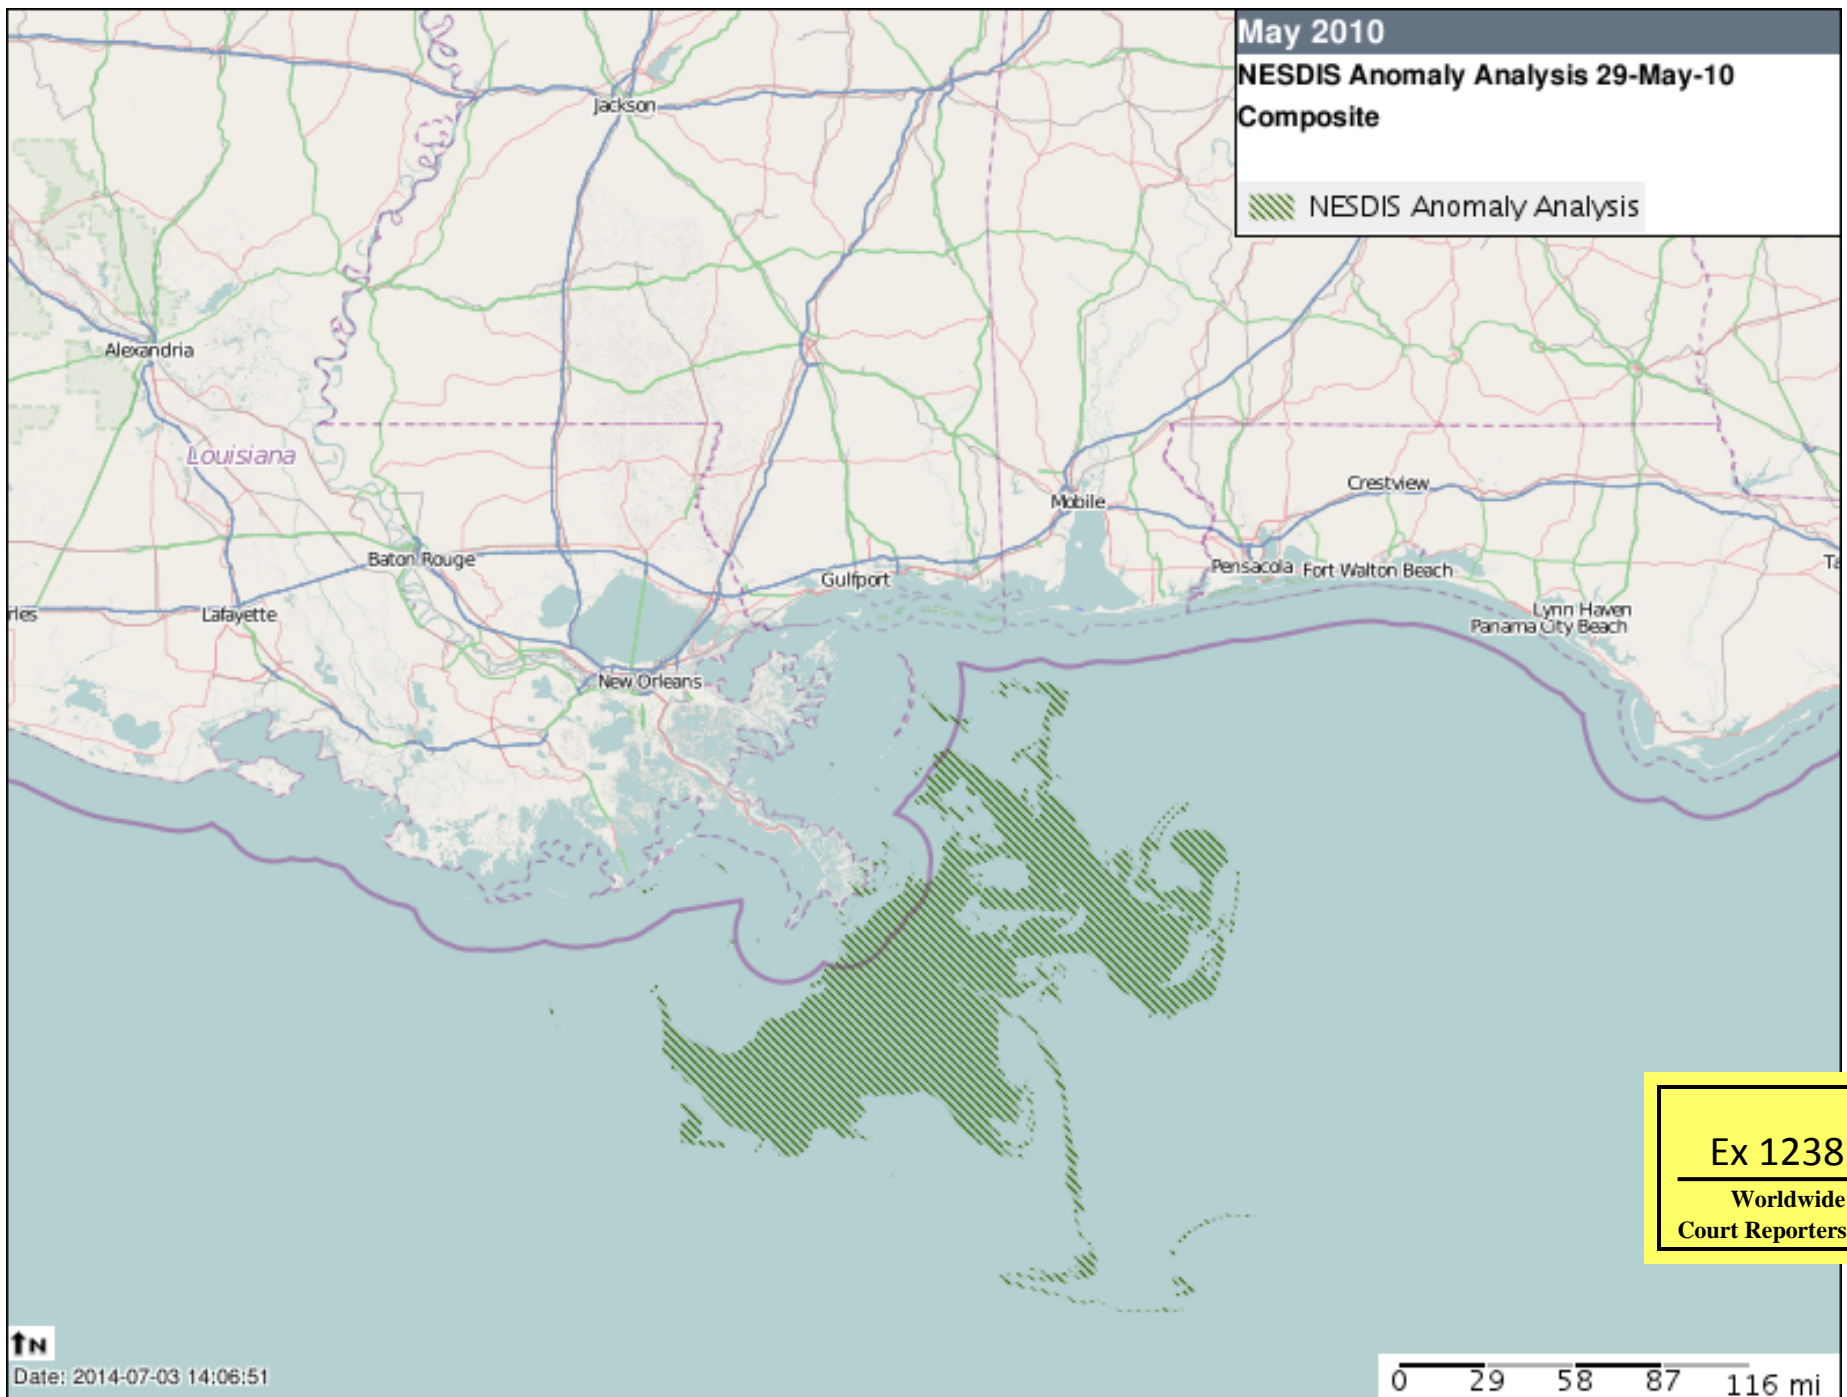 May 2010
NESDIS Anomaly Analysis 29-May-10
Composite
NESDIS Anomaly Analysis
Jackson
Alexandria
Louisiana
Crestview
Mobile
Baton Rouge
Pensacola
Fort Walton Beach
Gulfport
Ta
rles
Lafayette
Lynn Haven
Panama City Beach
New Orleans
Ex 1238
Worldwide
Court Reporters
N
Date: 2014-07-03 14:06:51
0 29 58 87 116 mi